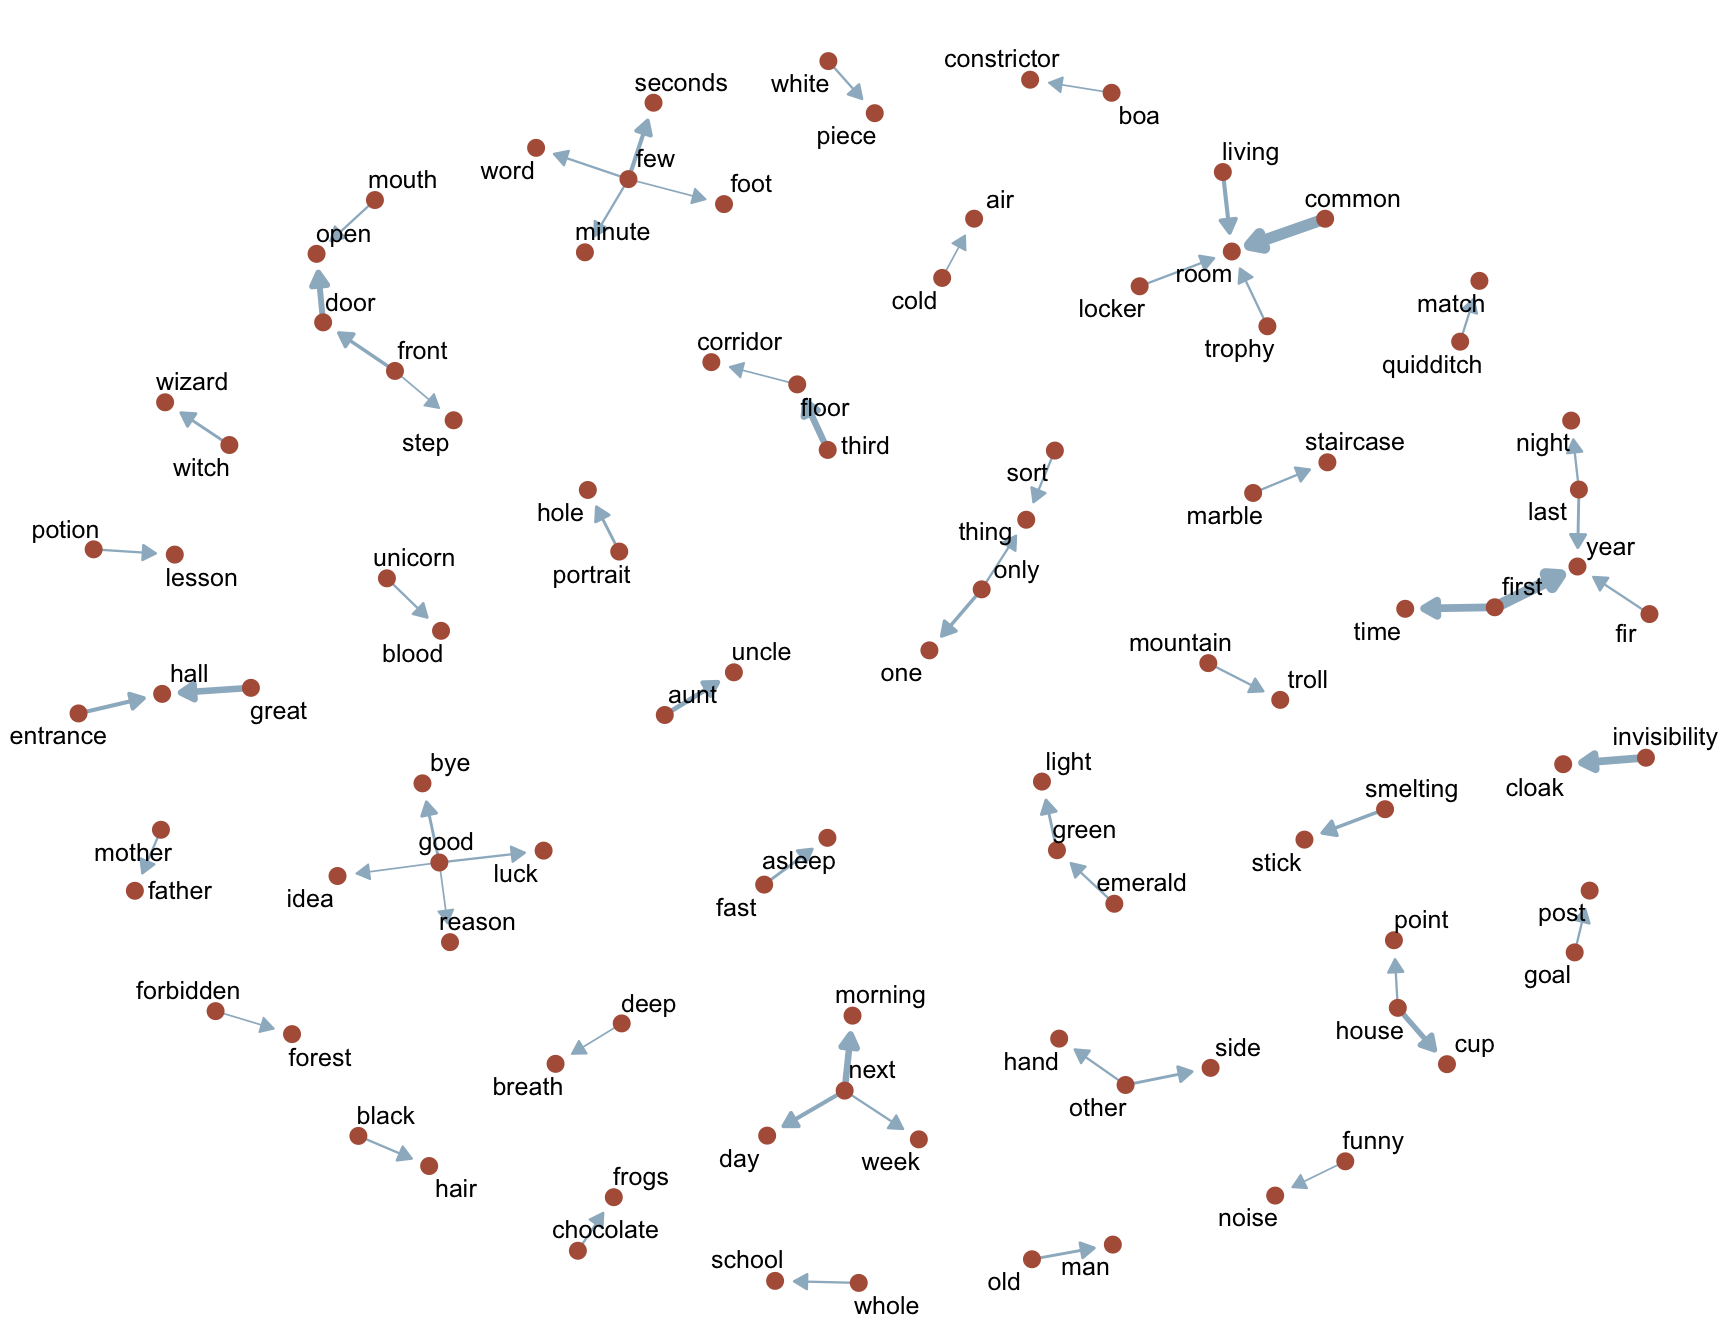 constrictor
seconds
white
boa
piece
living
few
word
mouth
foot
air
common
open
minute
room
cold
door
locker
match
corridor
trophy
front
quidditch
wizard
floor
night
step
third
staircase
witch
sort
hole
last
marble
potion
thing
year
unicorn
lesson
portrait
only
first
time
fir
blood
uncle
mountain
hall
one
aunt
troll
great
entrance
invisibility
bye
light
cloak
smelting
good
green
mother
asleep
stick
luck
father
idea
fast
emerald
post
reason
point
goal
forbidden
morning
deep
house
forest
hand
side
cup
next
breath
other
black
day
week
funny
hair
frogs
noise
chocolate
school
man
old
whole